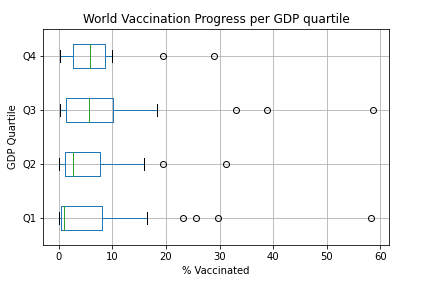 World Vaccination Progress per GDP quartile
Q4
Q3
Q2
Q1
GDP Quartile
0 10 20 30 40 50 60
% Vaccinated